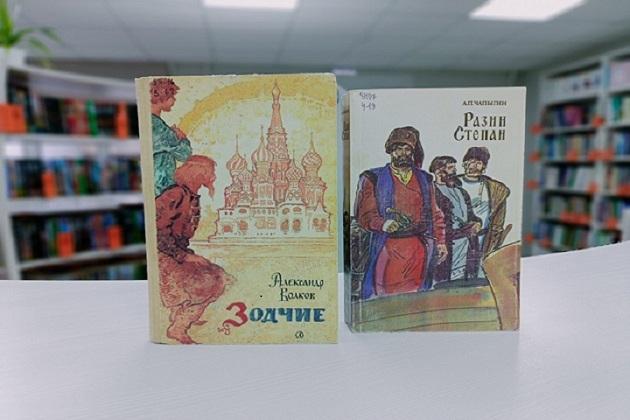 Александр
Волков
Зодчие
А.П.ЧАПЫГИН
Разин
Степан